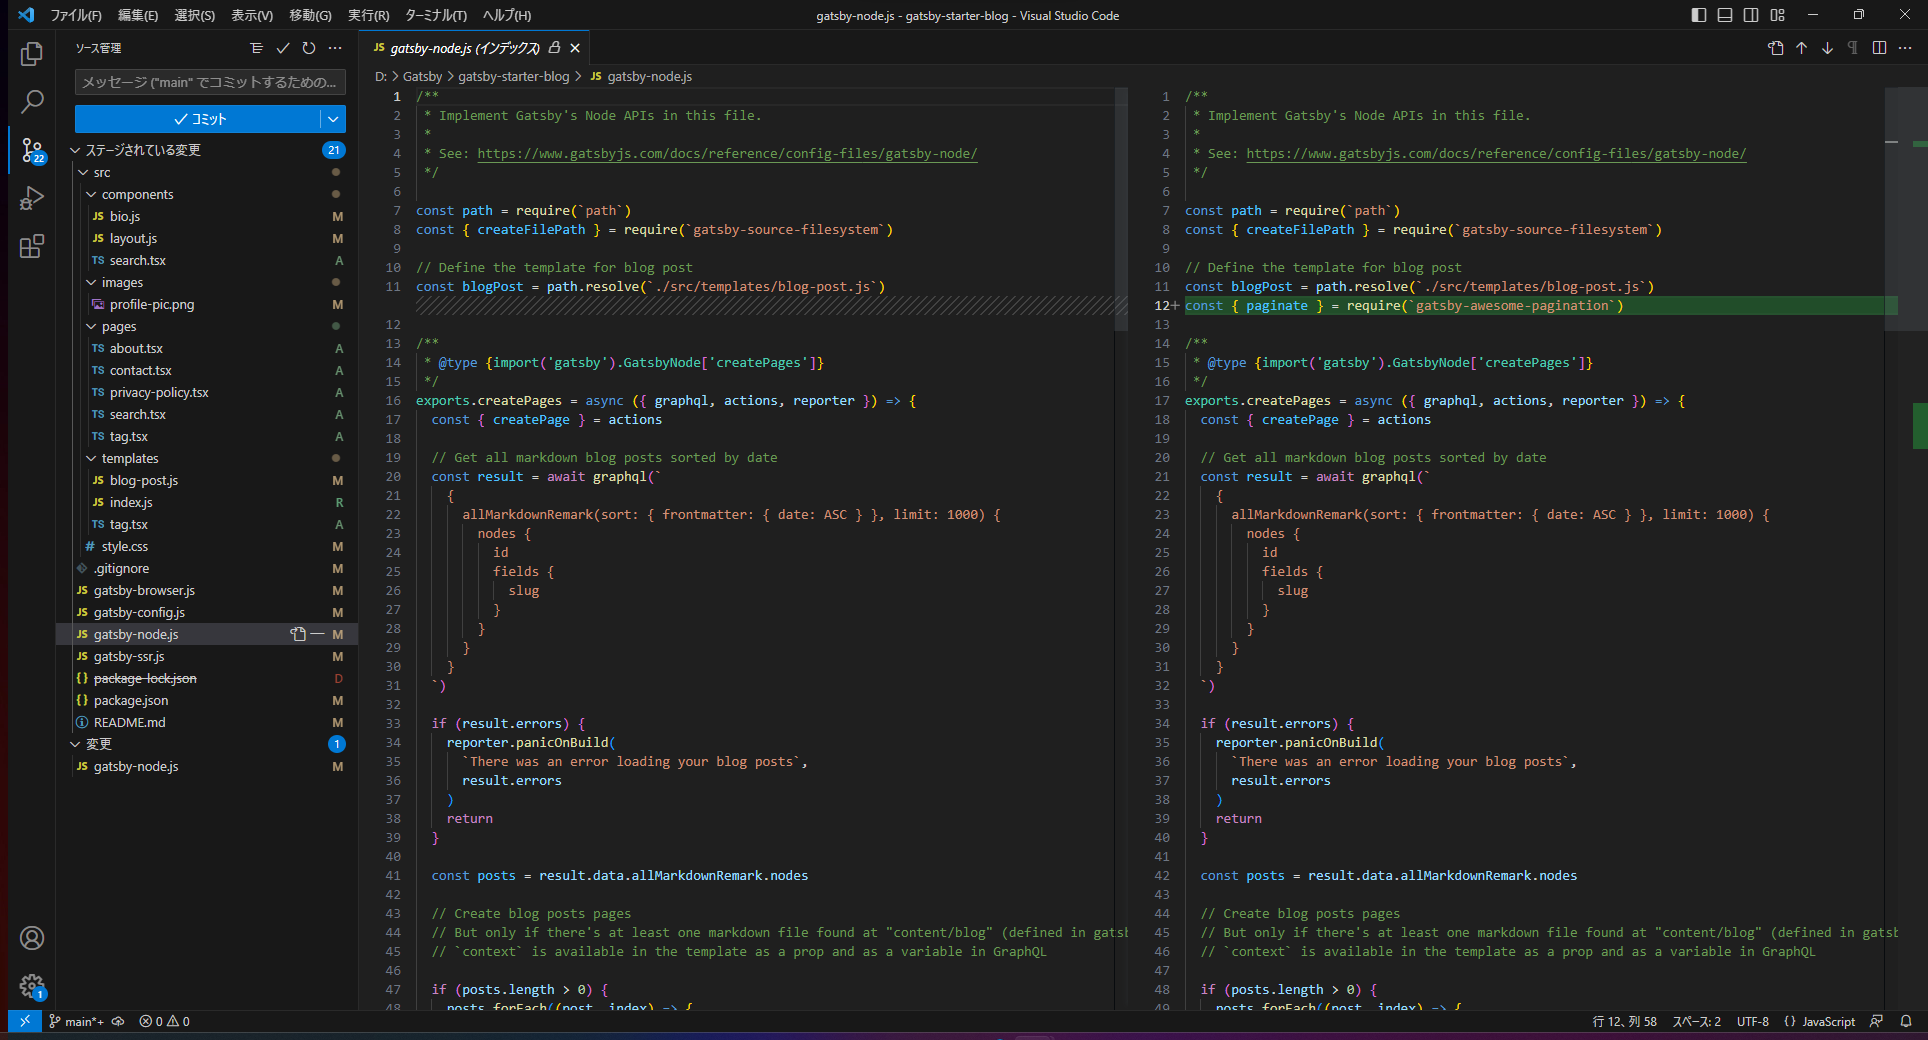 ファイル(F) 編集(E) 選択(S) 表示(V) 移動(G) 実行(R) ターミナル(T) ヘルプ(H)
gatsby-node.js - gatsby-starter-blog - Visual Studio Code
ソース管理
メッセージ ("main" でコミットするための...
コミット
ステージされている変更 21
src
components
JS bio.js M
JS layout.js M
TS search.tsx A
images
profile-pic.png M
pages
TS about.tsx A
TS contact.tsx A
TS privacy-policy.tsx A
TS search.tsx A
TS tag.tsx A
templates
JS blog-post.js M
JS index.js R
TS tag.tsx A
# style.css M
.gitignore M
JS gatsby-browser.js M
JS gatsby-config.js M
JS gatsby-node.js M
JS gatsby-ssr.js M
{} package-lock.json D
{} package.json M
README.md M
変更 1
JS gatsby-node.js M
22
1
JS gatsby-node.js (インデックス)
D: > Gatsby > gatsby-starter-blog > JS gatsby-node.js
1 /**
2  * Implement Gatsby's Node APIs in this file.
3  *
4  * See: https://www.gatsbyjs.com/docs/reference/config-files/gatsby-node/
5  */
6
7 const path = require(`path`)
8 const { createFilePath } = require(`gatsby-source-filesystem`)
9
10 // Define the template for blog post
11 const blogPost = path.resolve(`./src/templates/blog-post.js`)
12
13 /**
14  * @type {import('gatsby').GatsbyNode['createPages']}
15  */
16 exports.createPages = async ({ graphql, actions, reporter }) => {
17   const { createPage } = actions
18
19   // Get all markdown blog posts sorted by date
20   const result = await graphql(`
21     {
22       allMarkdownRemark(sort: { frontmatter: { date: ASC } }, limit: 1000) {
23         nodes {
24           id
25           fields {
26             slug
27           }
28         }
29       }
30     }
31   `)
32
33   if (result.errors) {
34     reporter.panicOnBuild(
35       `There was an error loading your blog posts`,
36       result.errors
37     )
38     return
39   }
40
41   const posts = result.data.allMarkdownRemark.nodes
42
43   // Create blog posts pages
44   // But only if there's at least one markdown file found at "content/blog" (defined in gatsb
45   // `context` is available in the template as a prop and as a variable in GraphQL
46
47   if (posts.length > 0) {
48     posts.forEach((post, index) => {
1 /**
2  * Implement Gatsby's Node APIs in this file.
3  *
4  * See: https://www.gatsbyjs.com/docs/reference/config-files/gatsby-node/
5  */
6
7 const path = require(`path`)
8 const { createFilePath } = require(`gatsby-source-filesystem`)
9
10 // Define the template for blog post
11 const blogPost = path.resolve(`./src/templates/blog-post.js`)
12+ const { paginate } = require(`gatsby-awesome-pagination`)
13
14 /**
15  * @type {import('gatsby').GatsbyNode['createPages']}
16  */
17 exports.createPages = async ({ graphql, actions, reporter }) => {
18   const { createPage } = actions
19
20   // Get all markdown blog posts sorted by date
21   const result = await graphql(`
22     {
23       allMarkdownRemark(sort: { frontmatter: { date: ASC } }, limit: 1000) {
24         nodes {
25           id
26           fields {
27             slug
28           }
29         }
30       }
31     }
32   `)
33
34   if (result.errors) {
35     reporter.panicOnBuild(
36       `There was an error loading your blog posts`,
37       result.errors
38     )
39     return
40   }
41
42   const posts = result.data.allMarkdownRemark.nodes
43
44   // Create blog posts pages
45   // But only if there's at least one markdown file found at "content/blog" (defined in gatsb
46   // `context` is available in the template as a prop and as a variable in GraphQL
47
48   if (posts.length > 0) {
49     posts.forEach((post, index) => {
main*+ 0 0
行 12、列 58 スペース: 2 UTF-8 {} JavaScript